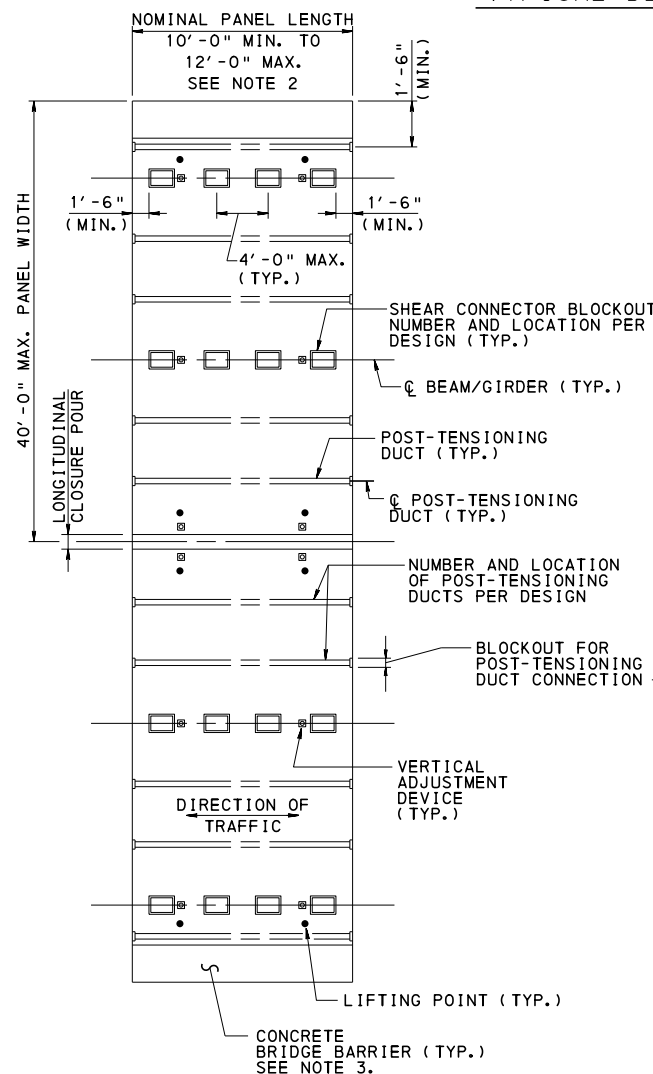 NOMINAL PANEL LENGTH
10'-0" MIN. TO
12'-0" MAX.
SEE NOTE 2
1'-6"
(MIN.)
40'-0" MAX. PANEL WIDTH
1'-6"
(MIN.)
1'-6"
(MIN.)
4'-0" MAX.
(TYP.)
SHEAR CONNECTOR BLOCKOUT
NUMBER AND LOCATION PER
DESIGN (TYP.)
℄ BEAM/GIRDER (TYP.)
LONGITUDINAL
CLOSURE POUR
POST-TENSIONING
DUCT (TYP.)
℄ POST-TENSIONING
DUCT (TYP.)
NUMBER AND LOCATION
OF POST-TENSIONING
DUCTS PER DESIGN
BLOCKOUT FOR
POST-TENSIONING
DUCT CONNECTION
VERTICAL
ADJUSTMENT
DEVICE
(TYP.)
DIRECTION OF
TRAFFIC
LIFTING POINT (TYP.)
CONCRETE
BRIDGE BARRIER (TYP.)
SEE NOTE 3.